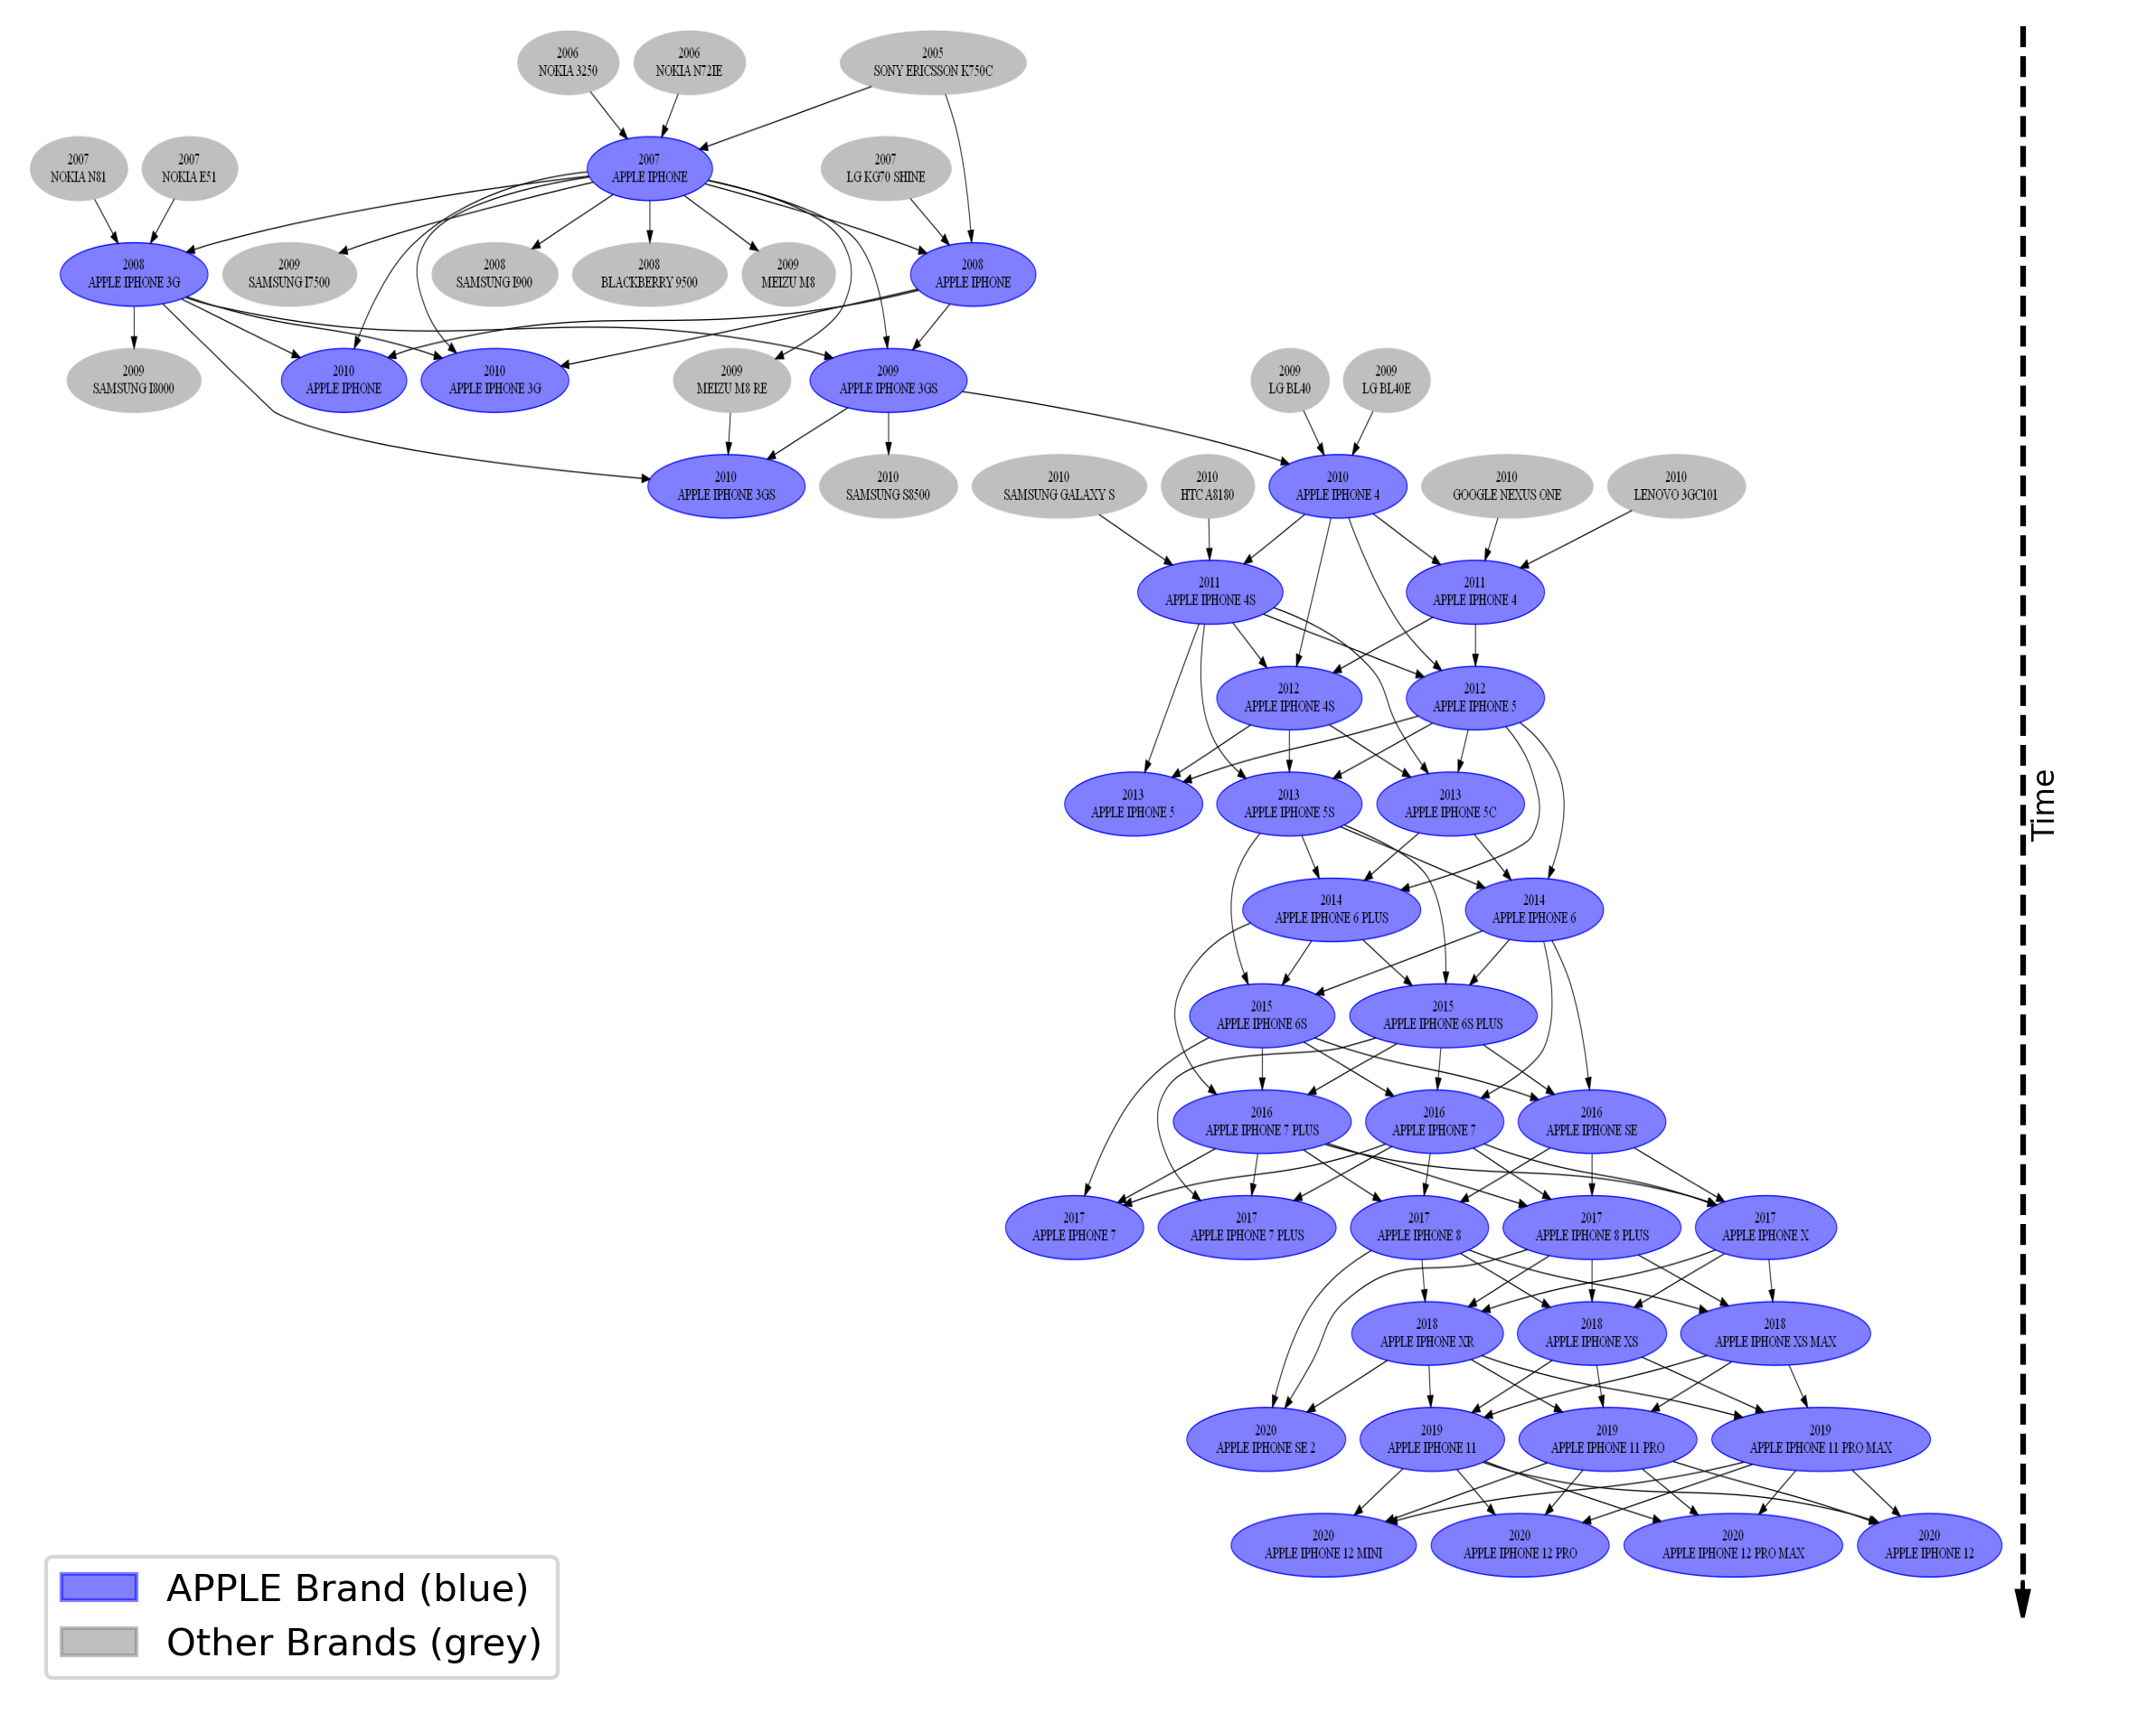 2006
NOKIA 3250
2006
NOKIA N72IE
2005
SONY ERICSSON K750C
2007
NOKIA N81
2007
NOKIA E51
2007
APPLE IPHONE
2007
LG KG70 SHINE
2008
APPLE IPHONE 3G
2009
SAMSUNG I7500
2008
SAMSUNG I900
2008
BLACKBERRY 9500
2009
MEIZU M8
2008
APPLE IPHONE
2009
SAMSUNG I8000
2010
APPLE IPHONE
2010
APPLE IPHONE 3G
2009
MEIZU M8 RE
2009
APPLE IPHONE 3GS
2009
LG BL40
2009
LG BL40E
2010
APPLE IPHONE 3GS
2010
SAMSUNG S8500
2010
SAMSUNG GALAXY S
2010
HTC A8180
2010
APPLE IPHONE 4
2010
GOOGLE NEXUS ONE
2010
LENOVO 3GC101
2011
APPLE IPHONE 4S
2011
APPLE IPHONE 4
2012
APPLE IPHONE 4S
2012
APPLE IPHONE 5
2013
APPLE IPHONE 5
2013
APPLE IPHONE 5S
2013
APPLE IPHONE 5C
Time
2014
APPLE IPHONE 6 PLUS
2014
APPLE IPHONE 6
2015
APPLE IPHONE 6S
2015
APPLE IPHONE 6S PLUS
2016
APPLE IPHONE 7 PLUS
2016
APPLE IPHONE 7
2016
APPLE IPHONE SE
2017
APPLE IPHONE 7
2017
APPLE IPHONE 7 PLUS
2017
APPLE IPHONE 8
2017
APPLE IPHONE 8 PLUS
2017
APPLE IPHONE X
2018
APPLE IPHONE XR
2018
APPLE IPHONE XS
2018
APPLE IPHONE XS MAX
2020
APPLE IPHONE SE 2
2019
APPLE IPHONE 11
2019
APPLE IPHONE 11 PRO
2019
APPLE IPHONE 11 PRO MAX
2020
APPLE IPHONE 12 MINI
2020
APPLE IPHONE 12 PRO
2020
APPLE IPHONE 12 PRO MAX
2020
APPLE IPHONE 12
APPLE Brand (blue)
Other Brands (grey)